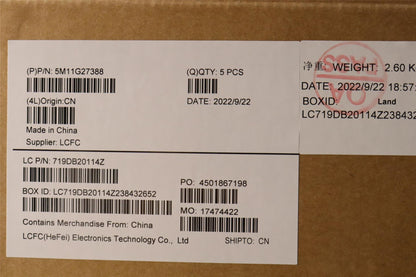 (P)P/N: 5M11G27388
(Q)QTY: 5 PCS
(4L)Origin:CN
DATE: 2022/9/22
Made in China
Supplier: LCFC
LC P/N: 719DB20114Z
PO: 4501867198
BOX ID: LC719DB20114Z238432652
MO: 17474422
Contains Merchandise From: China
LCFC(HeFei) Electronics Technology Co., Ltd
SHIPTO: CN
净重: WEIGHT: 2.60 K
DATE: 2022/9/22 18:57:
BOXID: Land
LC719DB20114Z238432